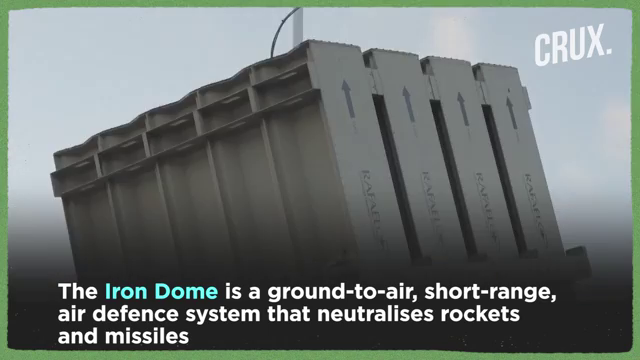 CRUX.
RAFAEL
RAFAEL
RAFAEL
RAFAEL
The Iron Dome is a ground-to-air, short-range,
air defence system that neutralises rockets
and missiles